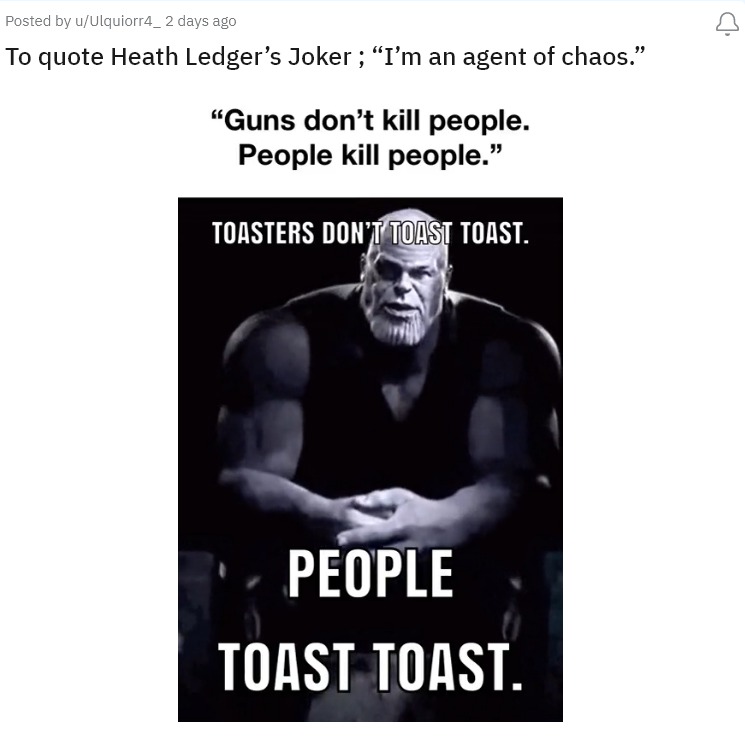 Posted by u/Ulquiorr4_ 2 days ago
To quote Heath Ledger’s Joker ; “I’m an agent of chaos.”
“Guns don’t kill people.
People kill people.”
TOASTERS DON'T TOAST TOAST.
PEOPLE
TOAST TOAST.